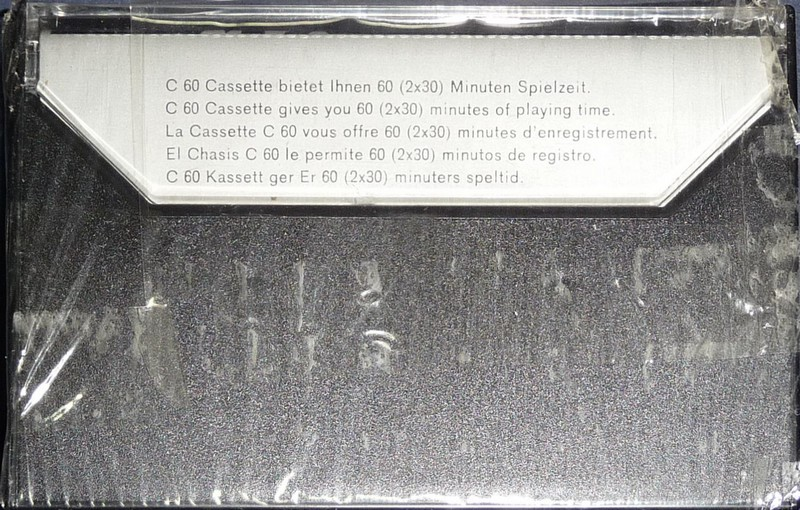 C 60 Cassette bietet Ihnen 60 (2x30) Minuten Spielzeit.
C 60 Cassette gives you 60 (2x30) minutes of playing time.
La Cassette C 60 vous offre 60 (2x30) minutes d'enregistrement.
El Chasis C 60 le permite 60 (2x30) minutos de registro.
C 60 Kassett ger Er 60 (2x30) minuters speltid.